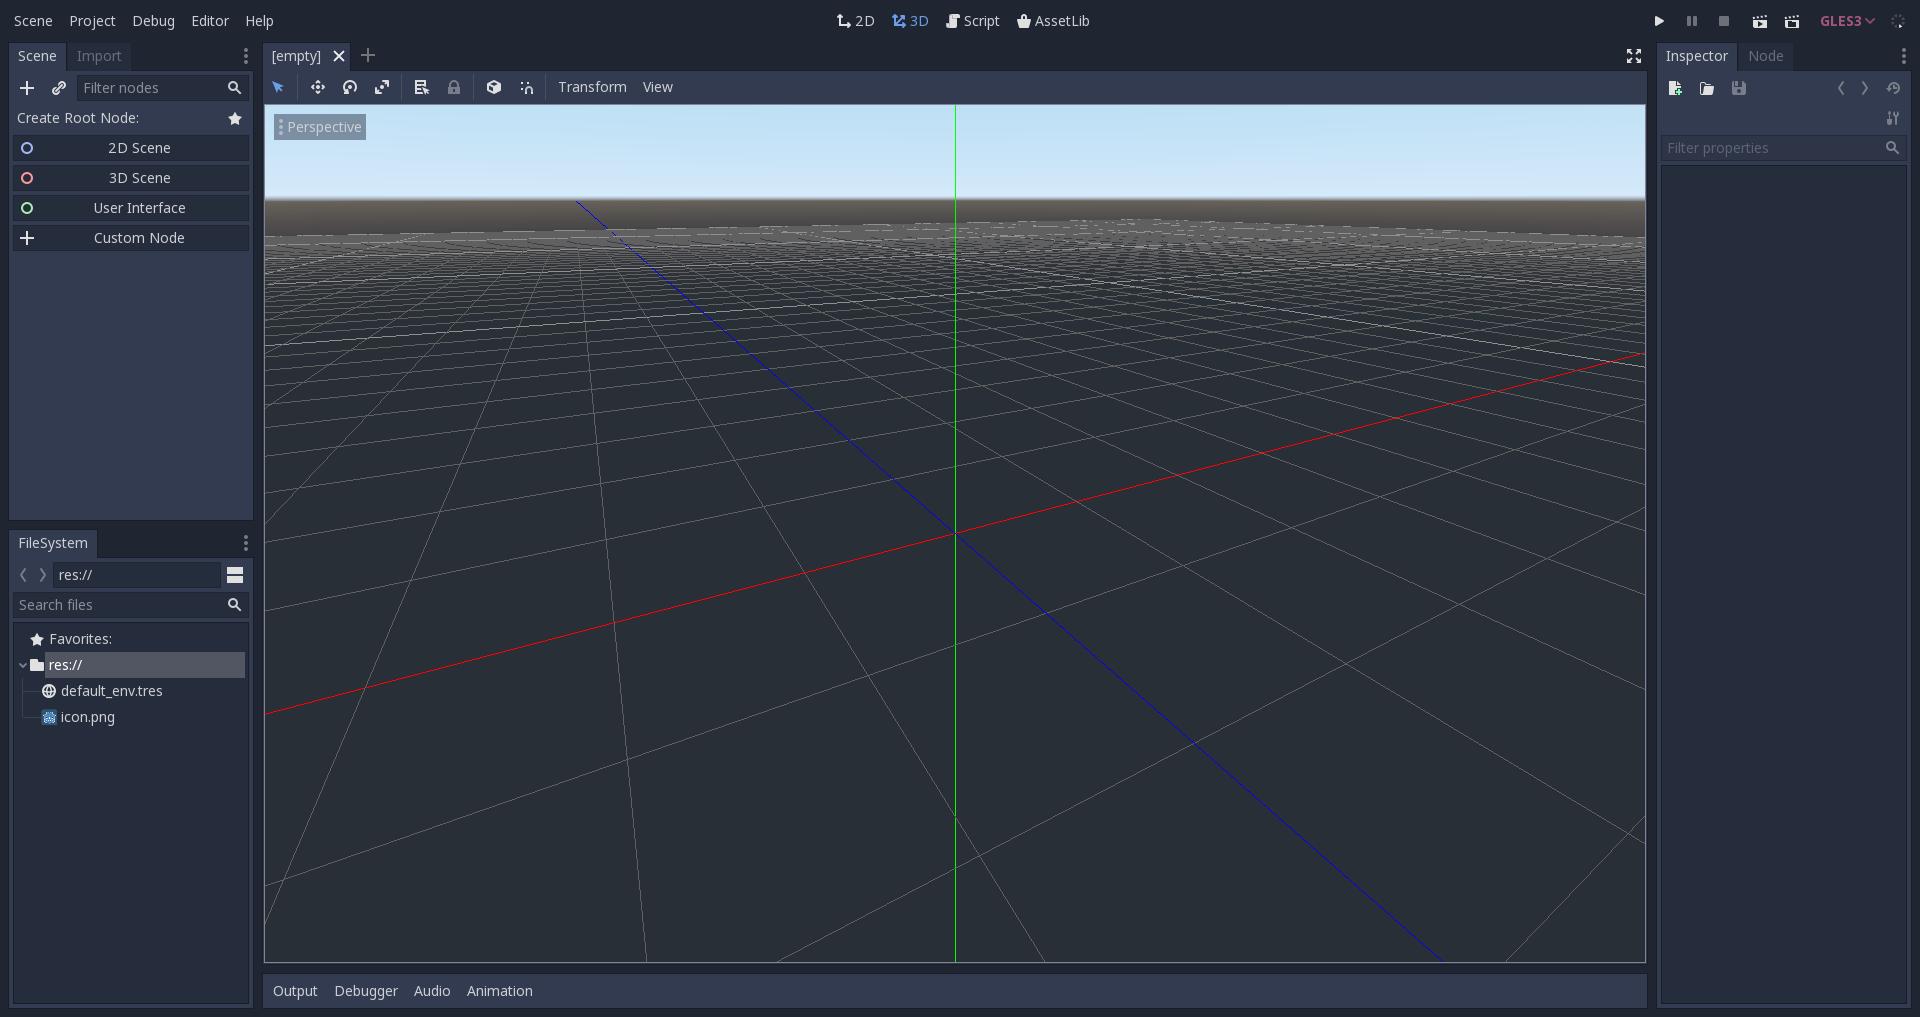 Scene Project Debug Editor Help 2D 3D Script AssetLib GLES3
Scene Import [empty] Inspector Node
Filter nodes Transform View
Create Root Node:
Perspective
2D Scene
Filter properties
3D Scene
User Interface
Custom Node
FileSystem
res://
Search files
Favorites:
res://
default_env.tres
icon.png
Output Debugger Audio Animation